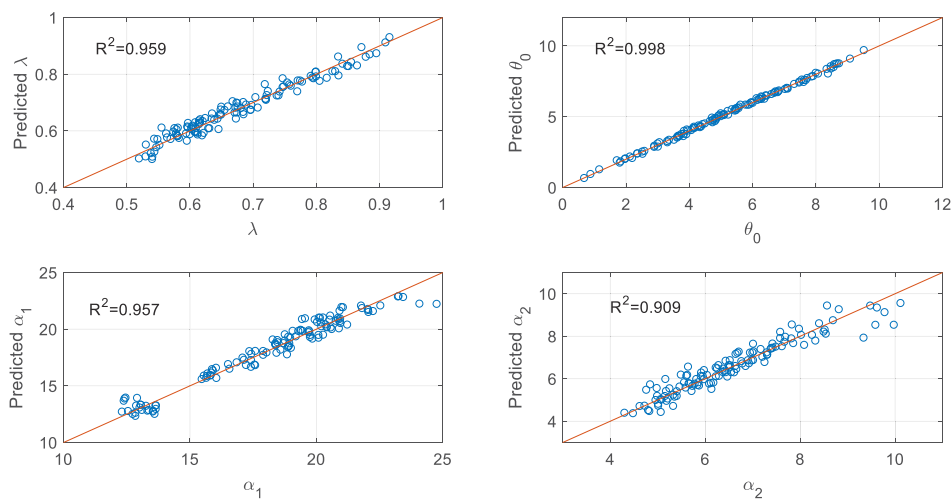 R²=0.959
Predicted λ
1
0.8
0.6
0.4
0.4 0.5 0.6 0.7 0.8 0.9 1
λ
R²=0.998
Predicted θ₀
10
5
0
0 2 4 6 8 10 12
θ₀
R²=0.957
Predicted α₁
25
20
15
10
10 15 20 25
α₁
R²=0.909
Predicted α₂
10
8
6
4
4 6 8 10
α₂